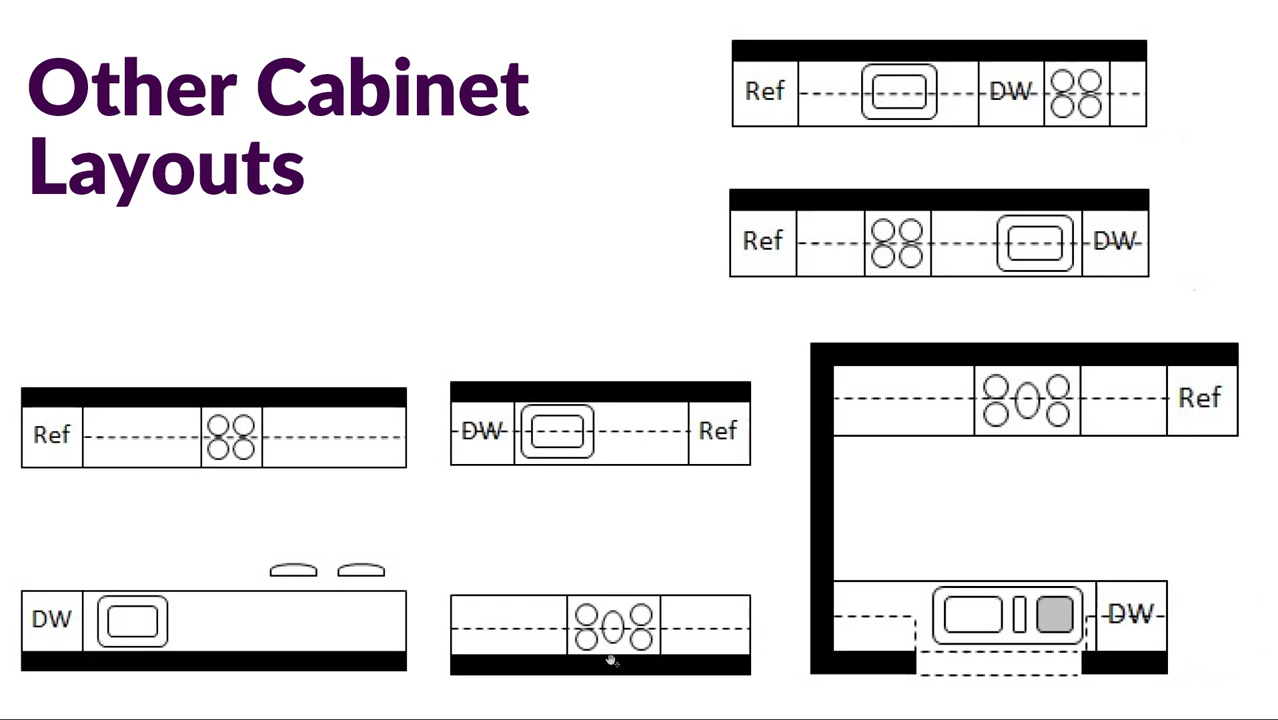 Other Cabinet
Layouts
Ref DW
Ref DW
Ref
DW
DW Ref
Ref
DW